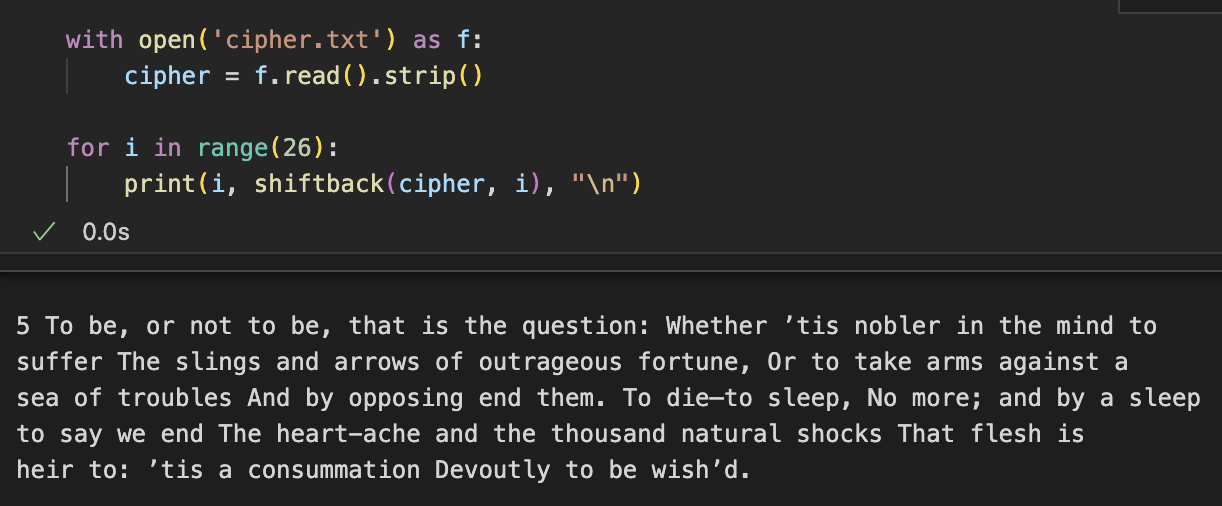 with open('cipher.txt') as f:
    cipher = f.read().strip()
for i in range(26):
    print(i, shiftback(cipher, i), "\n")
0.0s
5 To be, or not to be, that is the question: Whether ’tis nobler in the mind to
suffer The slings and arrows of outrageous fortune, Or to take arms against a
sea of troubles And by opposing end them. To die—to sleep, No more; and by a sleep
to say we end The heart-ache and the thousand natural shocks That flesh is
heir to: ’tis a consummation Devoutly to be wish’d.